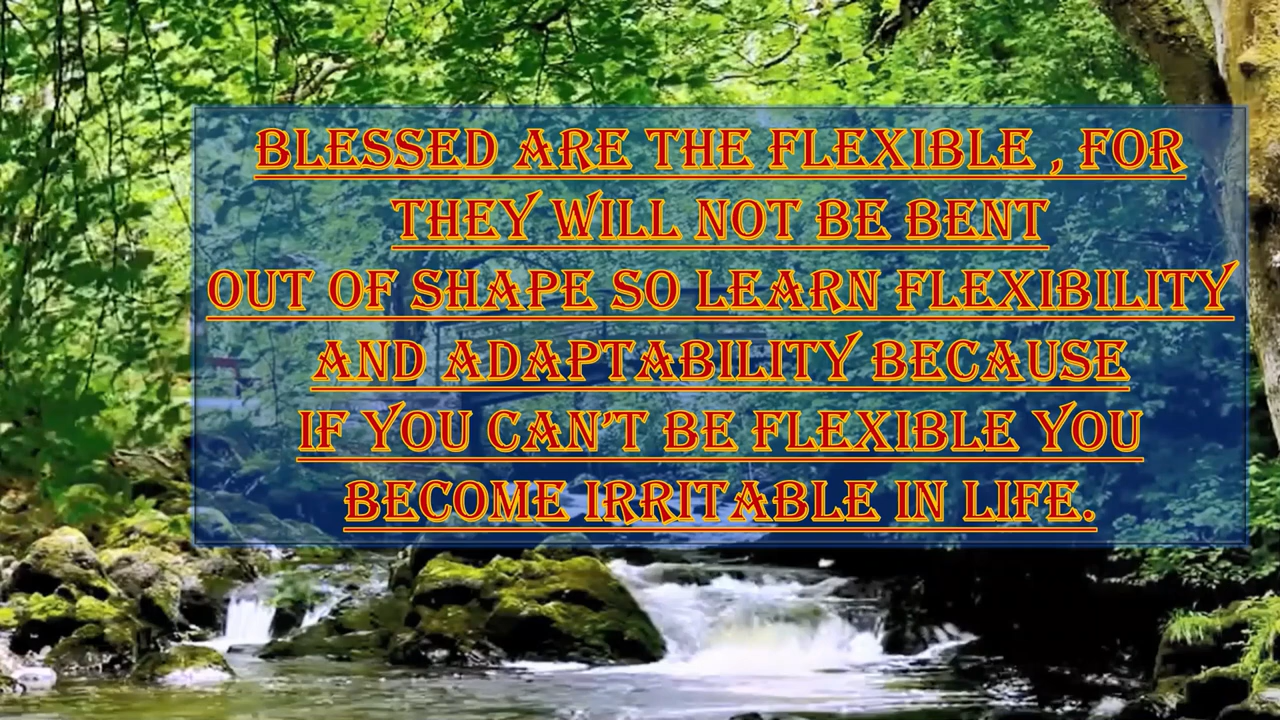 BLESSED ARE THE FLEXIBLE , FOR
THEY WILL NOT BE BENT
OUT OF SHAPE SO LEARN FLEXIBILITY
AND ADAPTABILITY BECAUSE
IF YOU CAN’T BE FLEXIBLE YOU
BECOME IRRITABLE IN LIFE.